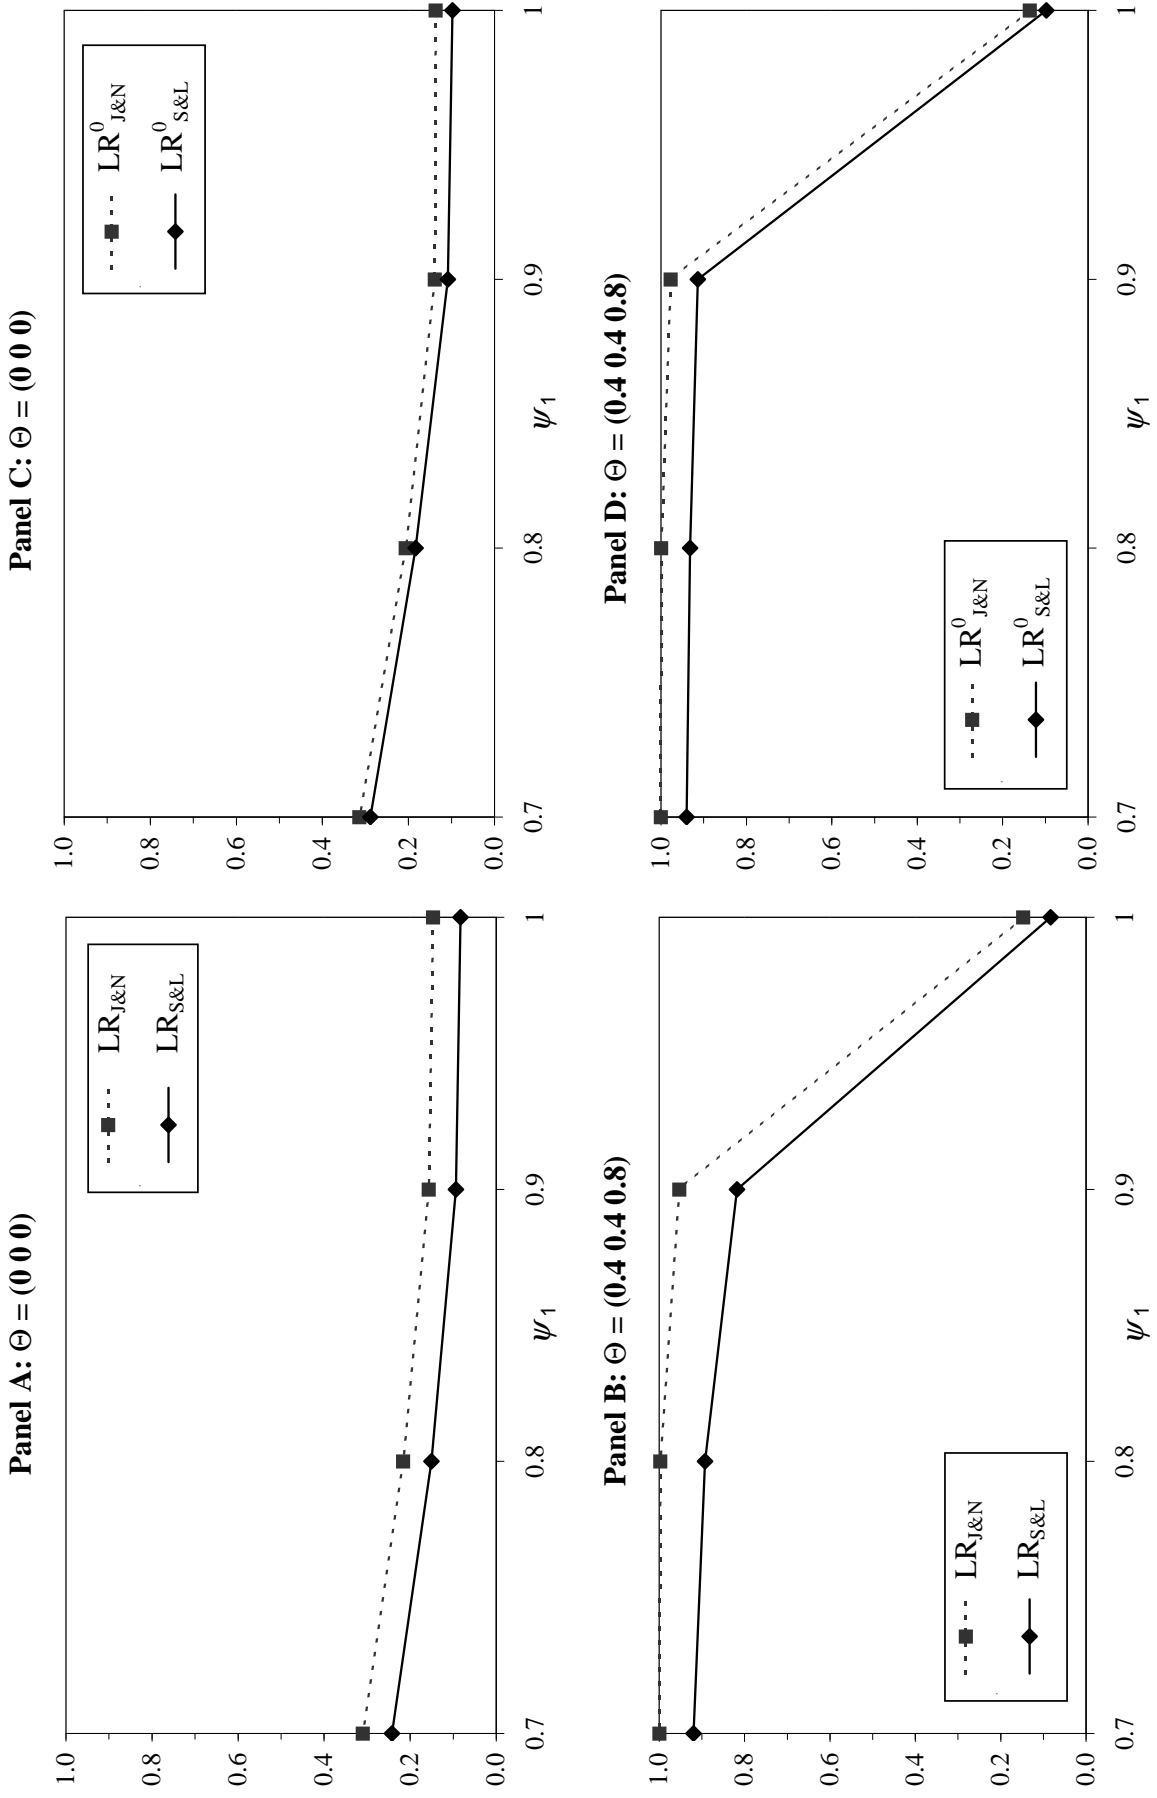 Panel A: Θ = (0 0 0)
1.0
0.8
0.6
0.4
0.2
0.0
0.7
0.8
0.9
1
ψ1
LRJ&N
LRS&L
Panel C: Θ = (0 0 0)
1.0
0.8
0.6
0.4
0.2
0.0
0.7
0.8
0.9
1
ψ1
LR0J&N
LR0S&L
Panel B: Θ = (0.4 0.4 0.8)
1.0
0.8
0.6
0.4
0.2
0.0
0.7
0.8
0.9
1
ψ1
LRJ&N
LRS&L
Panel D: Θ = (0.4 0.4 0.8)
1.0
0.8
0.6
0.4
0.2
0.0
0.7
0.8
0.9
1
ψ1
LR0J&N
LR0S&L